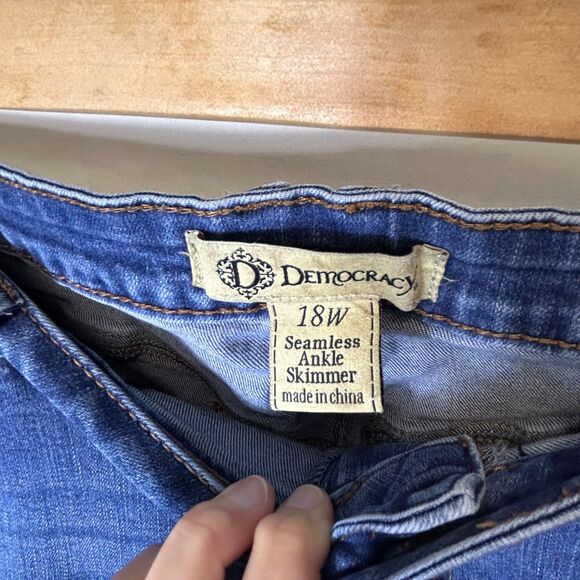 D DEMOCRACY
18W
Seamless
Ankle
Skimmer
made in china